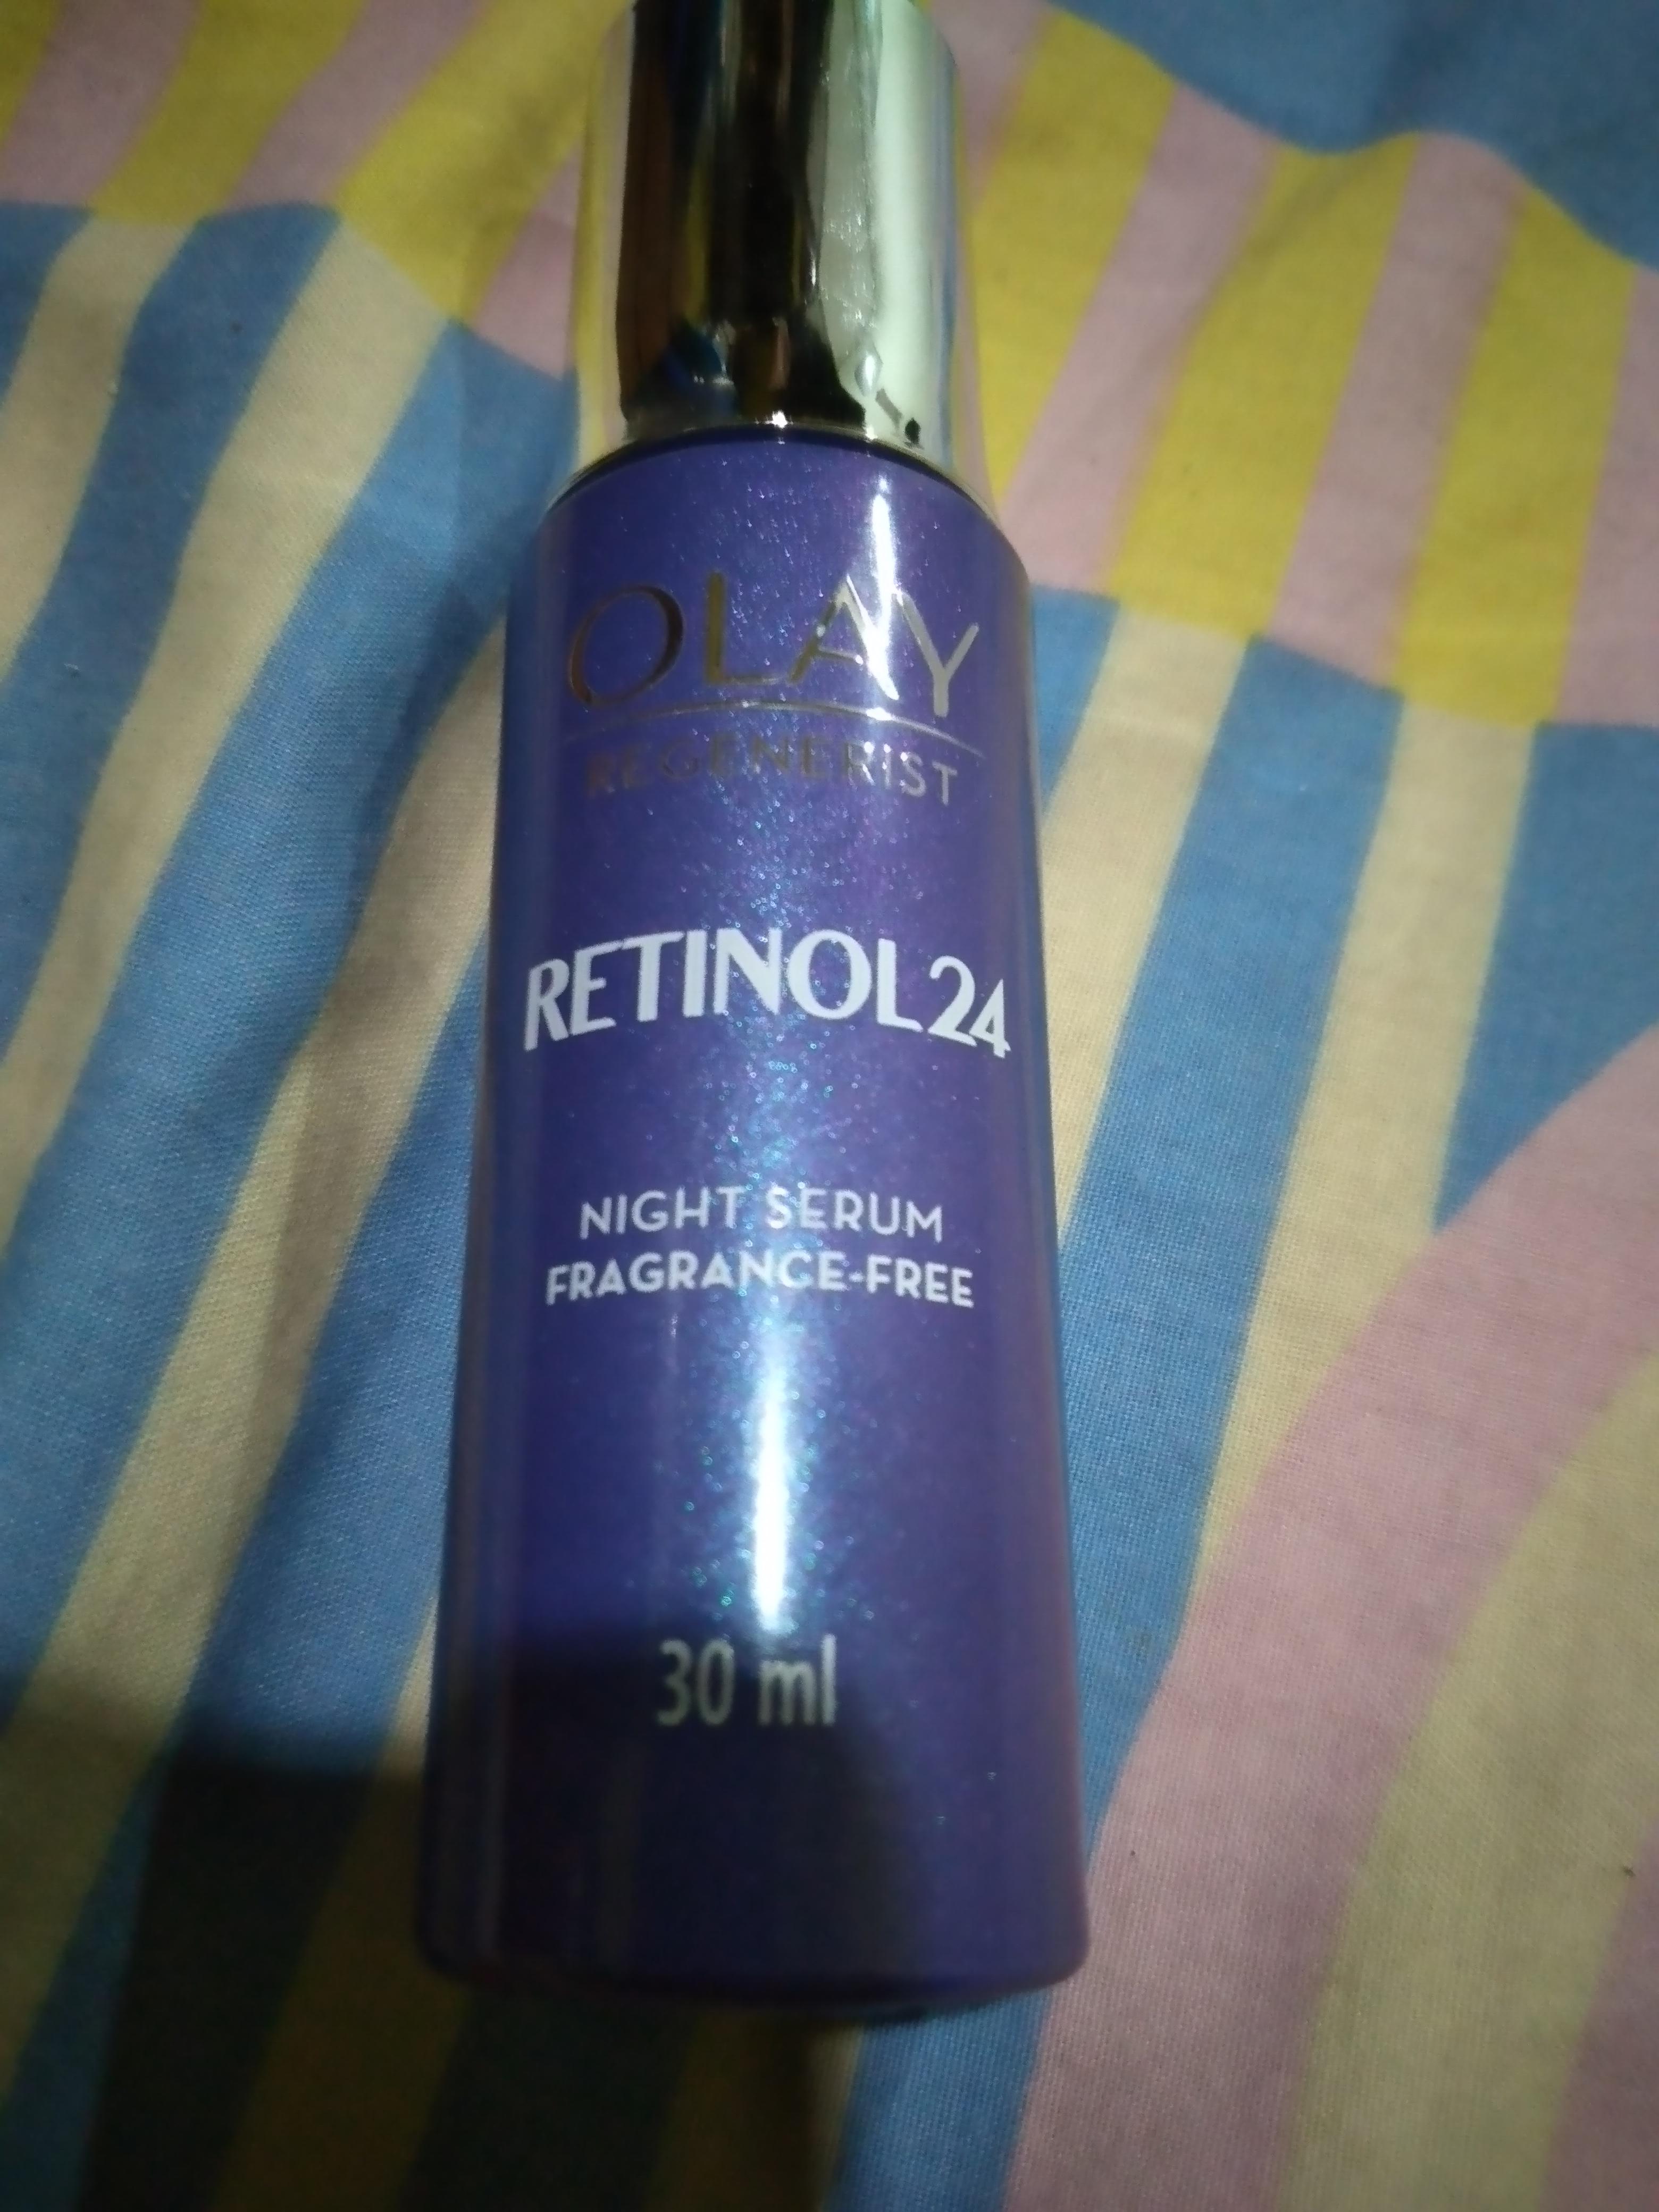 OLAY
REGENERIST
RETINOL24
NIGHT SERUM
FRAGRANCE-FREE
30 ml